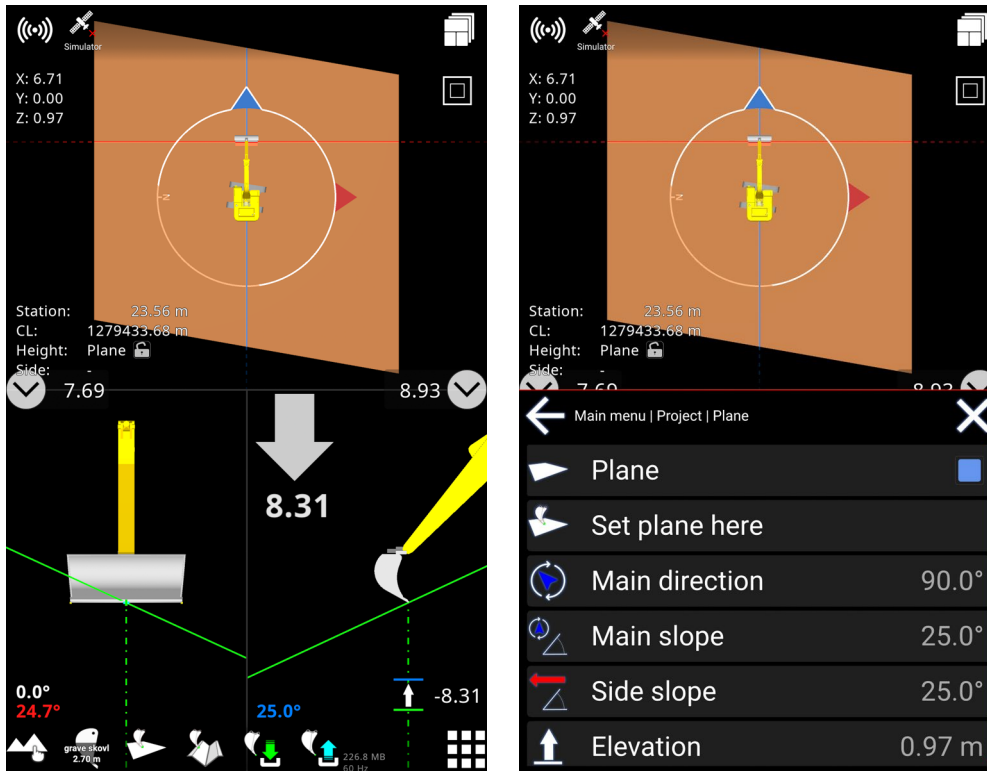 Simulator
X: 6.71
Y: 0.00
Z: 0.97
N
Station: 23.56 m
CL: 1279433.68 m
Height: Plane
Side: -
7.69
8.93
8.31
-8.31
0.0°
24.7°
25.0°
grave skovl
2.70 m
226.8 MB
60 Hz
Simulator
X: 6.71
Y: 0.00
Z: 0.97
N
Station: 23.56 m
CL: 1279433.68 m
Height: Plane
Side: -
7.69
8.93
Main menu | Project | Plane
Plane
Set plane here
Main direction 90.0°
Main slope 25.0°
Side slope 25.0°
Elevation 0.97 m